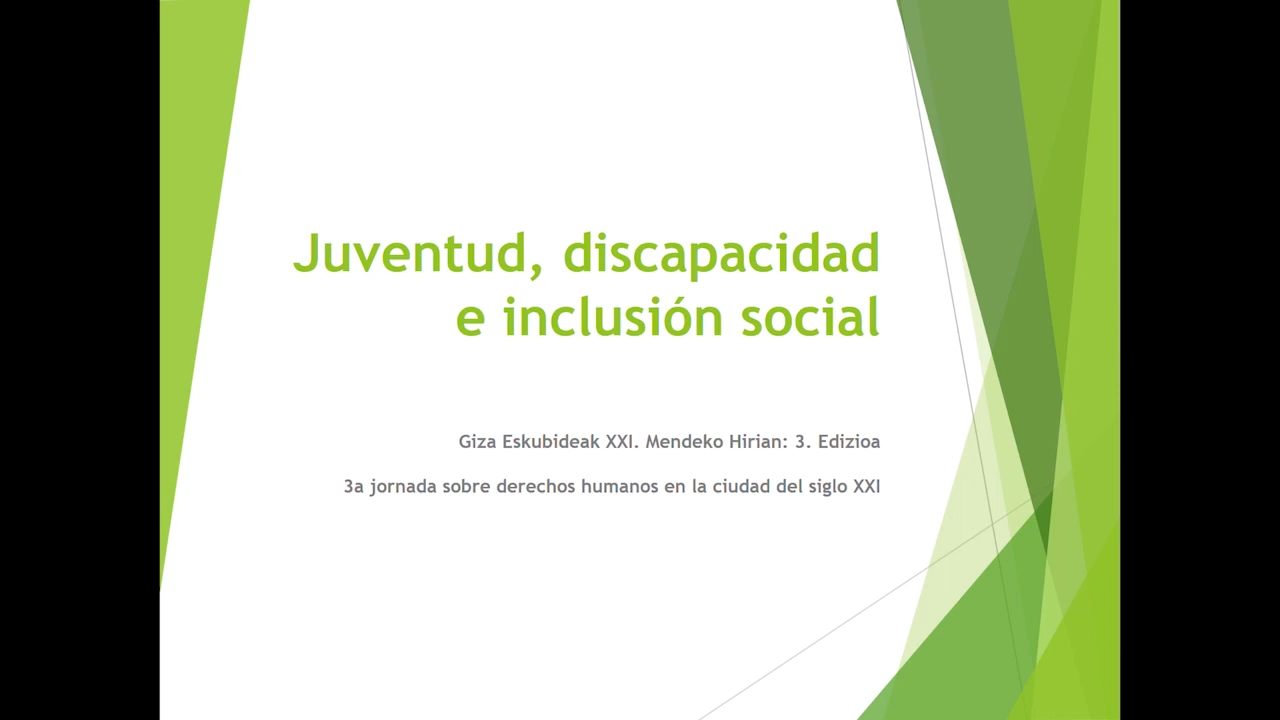 Juventud, discapacidad
e inclusión social
Giza Eskubideak XXI. Mendeko Hirian: 3. Edizioa
3a jornada sobre derechos humanos en la ciudad del siglo XXI